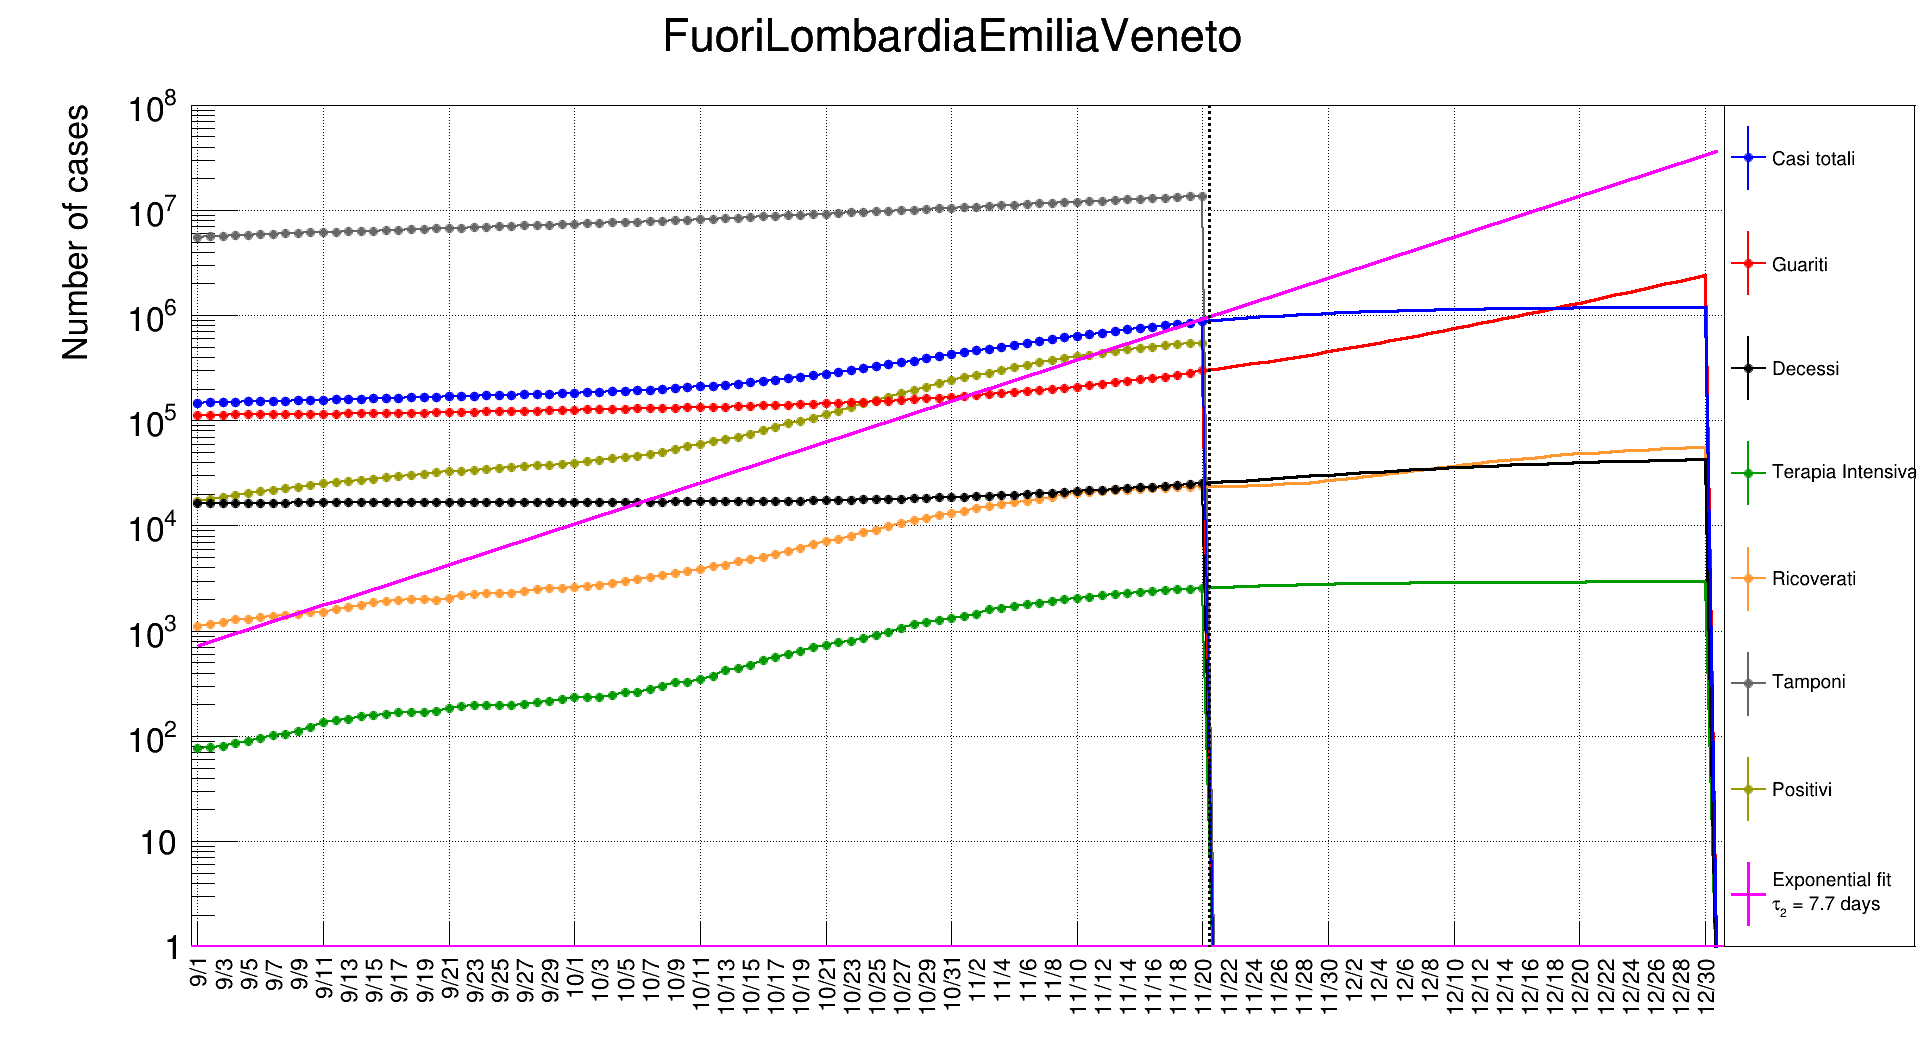 FuoriLombardiaEmiliaVeneto
Number of cases
10^8
10^7
10^6
10^5
10^4
10^3
10^2
10
1
9/1 9/3 9/5 9/7 9/9 9/11 9/13 9/15 9/17 9/19 9/21 9/23 9/25 9/27 9/29 10/1 10/3 10/5 10/7 10/9 10/11 10/13 10/15 10/17 10/19 10/21 10/23 10/25 10/27 10/29 10/31 11/2 11/4 11/6 11/8 11/10 11/12 11/14 11/16 11/18 11/20 11/22 11/24 11/26 11/28 11/30 12/2 12/4 12/6 12/8 12/10 12/12 12/14 12/16 12/18 12/20 12/22 12/24 12/26 12/28 12/30
Casi totali
Guariti
Decessi
Terapia Intensiva
Ricoverati
Tamponi
Positivi
Exponential fit
τ₂ = 7.7 days